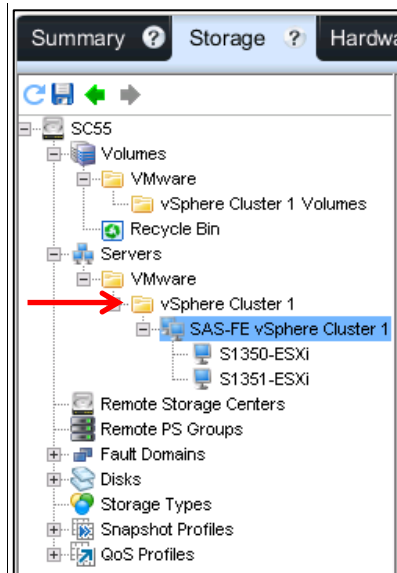 Summary ? Storage ? Hardwa
SC55
Volumes
VMware
vSphere Cluster 1 Volumes
Recycle Bin
Servers
VMware
vSphere Cluster 1
SAS-FE vSphere Cluster 1
S1350-ESXi
S1351-ESXi
Remote Storage Centers
Remote PS Groups
Fault Domains
Disks
Storage Types
Snapshot Profiles
QoS Profiles